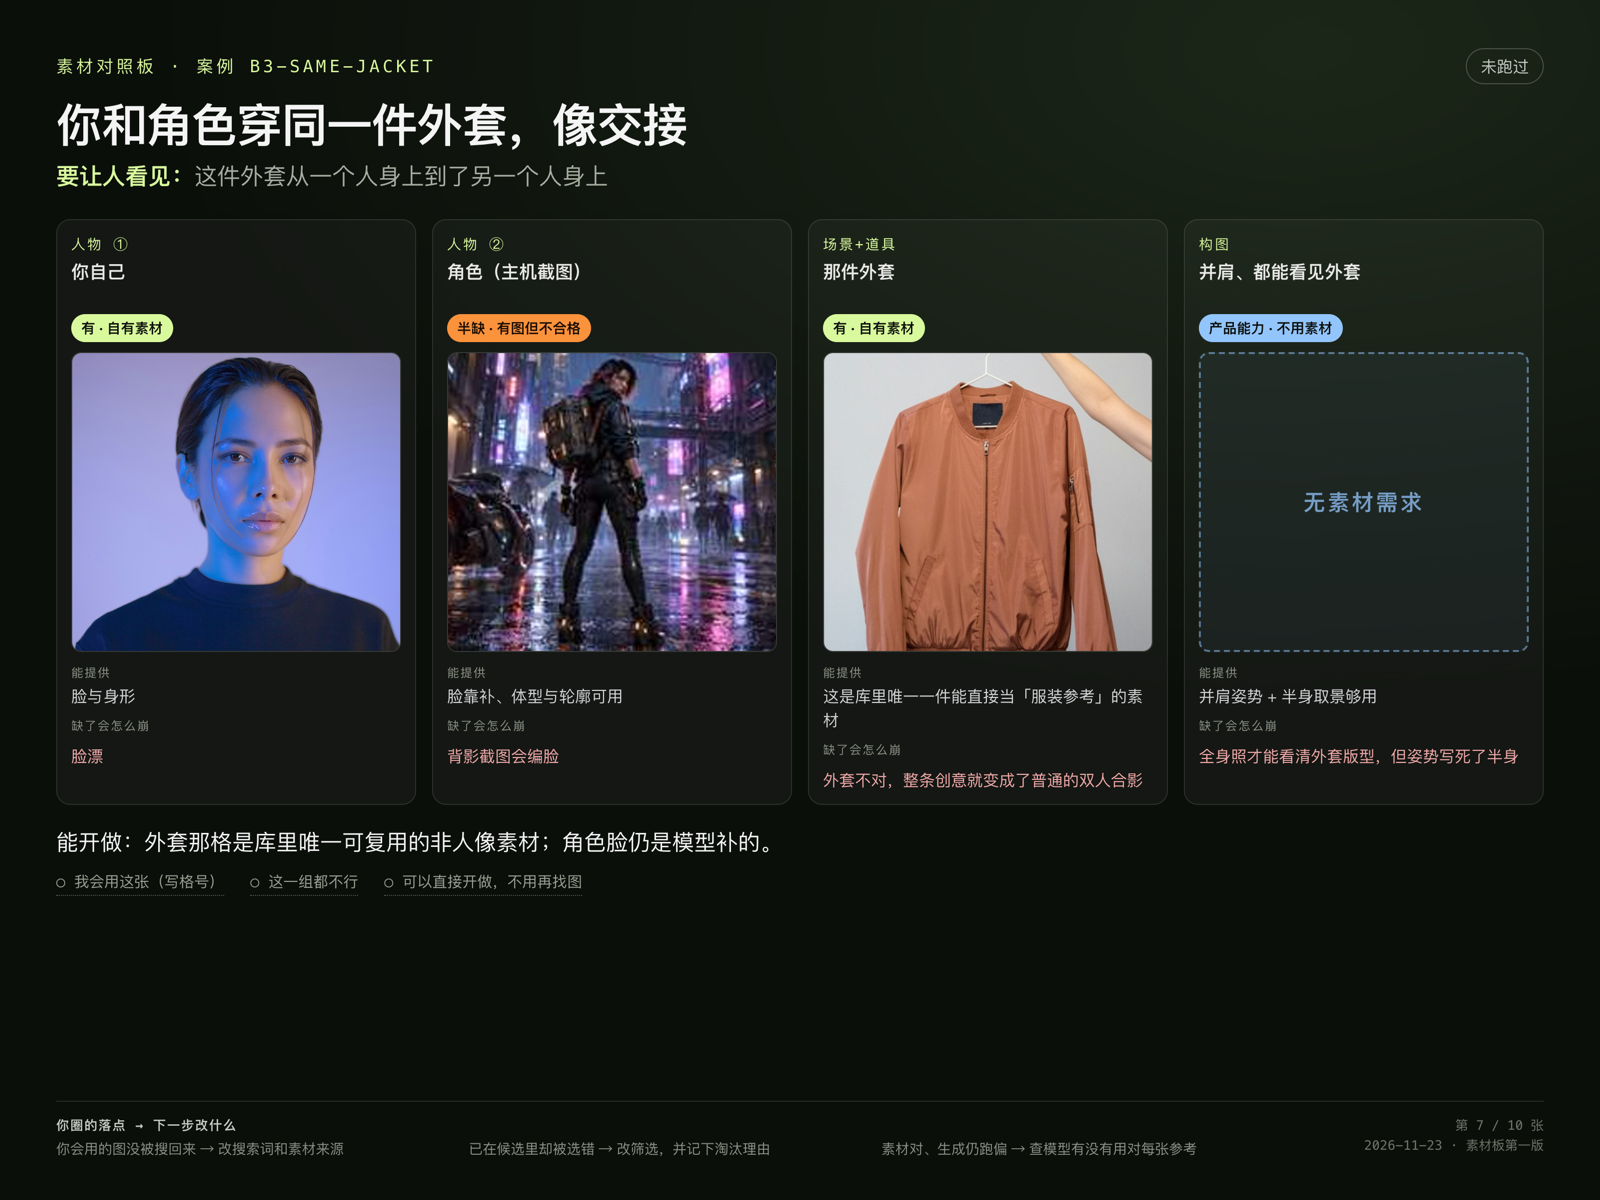 素材对照板 · 案例 B3-SAME-JACKET
未跑过
你和角色穿同一件外套，像交接
要让人看见：这件外套从一个人身上到了另一个人身上
人物 ①
你自己
有 · 自有素材
能提供
脸与身形
缺了会怎么崩
脸漂
人物 ②
角色（主机截图）
半缺 · 有图但不合格
能提供
脸靠补、体型与轮廓可用
缺了会怎么崩
背影截图会编脸
场景+道具
那件外套
有 · 自有素材
能提供
这是库里唯一一件能直接当「服装参考」的素
材
缺了会怎么崩
外套不对，整条创意就变成了普通的双人合影
构图
并肩、都能看见外套
产品能力 · 不用素材
无素材需求
能提供
并肩姿势 + 半身取景够用
缺了会怎么崩
全身照才能看清外套版型，但姿势写死了半身
能开做：外套那格是库里唯一可复用的非人像素材；角色脸仍是模型补的。
○ 我会用这张（写格号）
○ 这一组都不行
○ 可以直接开做，不用再找图
你圈的落点 → 下一步改什么
你会用的图没被搜回来 → 改搜索词和素材来源
已在候选里却被选错 → 改筛选，并记下淘汰理由
素材对、生成仍跑偏 → 查模型有没有用对每张参考
第 7 / 10 张
2026-11-23 · 素材板第一版